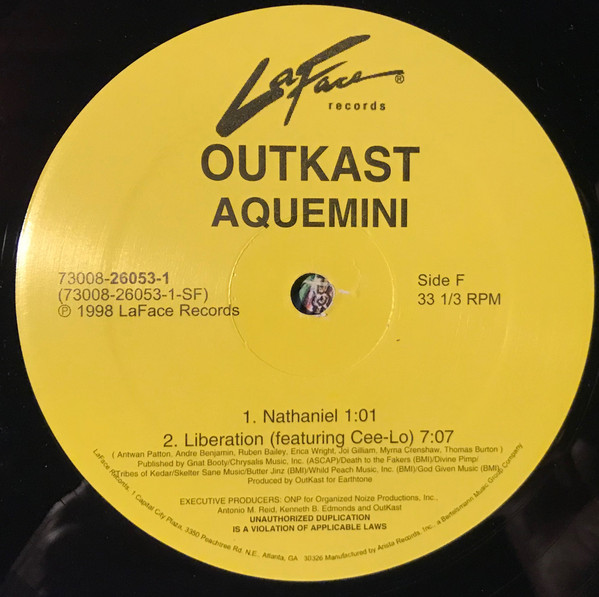 LaFace®
records
OUTKAST
AQUEMINI
73008-26053-1
(73008-26053-1-SF)
℗ 1998 LaFace Records
Side F
33 1/3 RPM
1. Nathaniel 1:01
2. Liberation (featuring Cee-Lo) 7:07
( Antwan Patton, Andre Benjamin, Ruben Bailey, Erica Wright, Joi Gilliam, Myrna Crenshaw, Thomas Burton )
Published by Gnat Booty/Chrysalis Music, Inc. (ASCAP)/Death to the Fakers (BMI)/Divine Pimp/
Tribes of Kedar/Skelter Sane Music/Butter Jinz (BMI)/Whild Peach Music. Inc. (BMI)/God Given Music (BMI)
Produced by OutKast for Earthtone
EXECUTIVE PRODUCERS: ONP for Organized Noize Productions, Inc.,
Antonio M. Reid, Kenneth B. Edmonds and OutKast
UNAUTHORIZED DUPLICATION
IS A VIOLATION OF APPLICABLE LAWS
LaFace Records, 1 Capital City Plaza, 3350 Peachtree Rd. N.E., Atlanta, GA 30326 Manufactured by Arista Records, Inc., a Bertelsmann Music Group Company